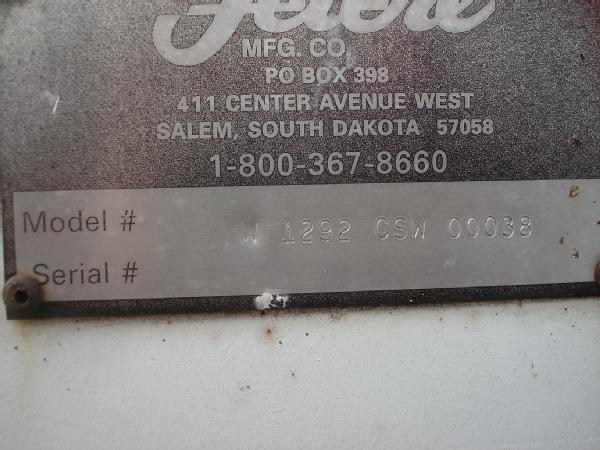 MFG. CO.
PO BOX 398
411 CENTER AVENUE WEST
SALEM, SOUTH DAKOTA 57058
1-800-367-8660
Model # W 1292 CSW 00038
Serial #